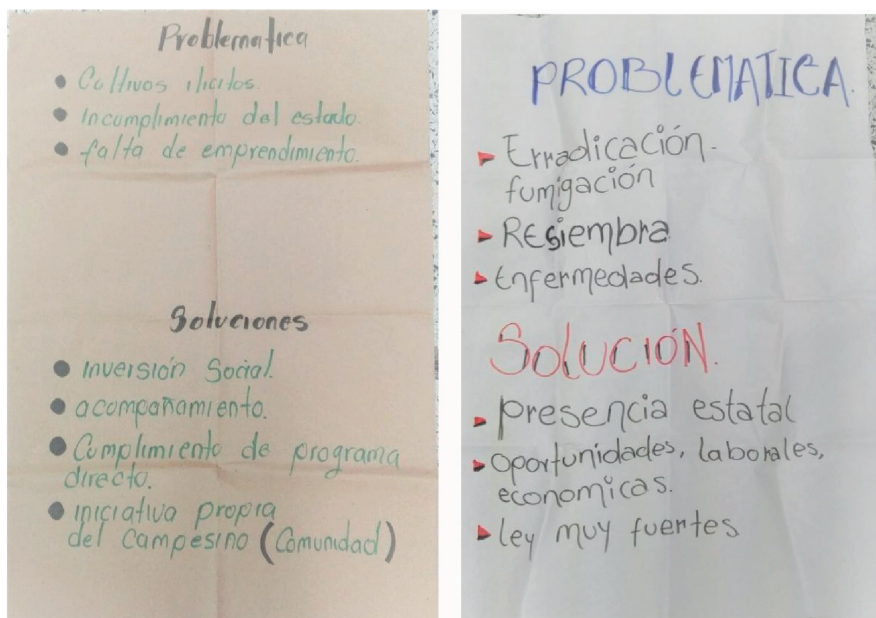 Problematica
• Cultivos ilicitos.
• Incumplimiento del estado.
• falta de emprendimiento.
Soluciones
• inversión Social.
• acompañamiento.
• Cumplimiento de programa
directo.
• iniciativa propia
del campesino (Comunidad)
PROBLEMATICA.
- Erradicación-
fumigación
- REsiembra
- Enfermedades.
SOLUCIÓN.
- presencia estatal
- oportunidades, laborales,
economicas.
- ley muy fuertes